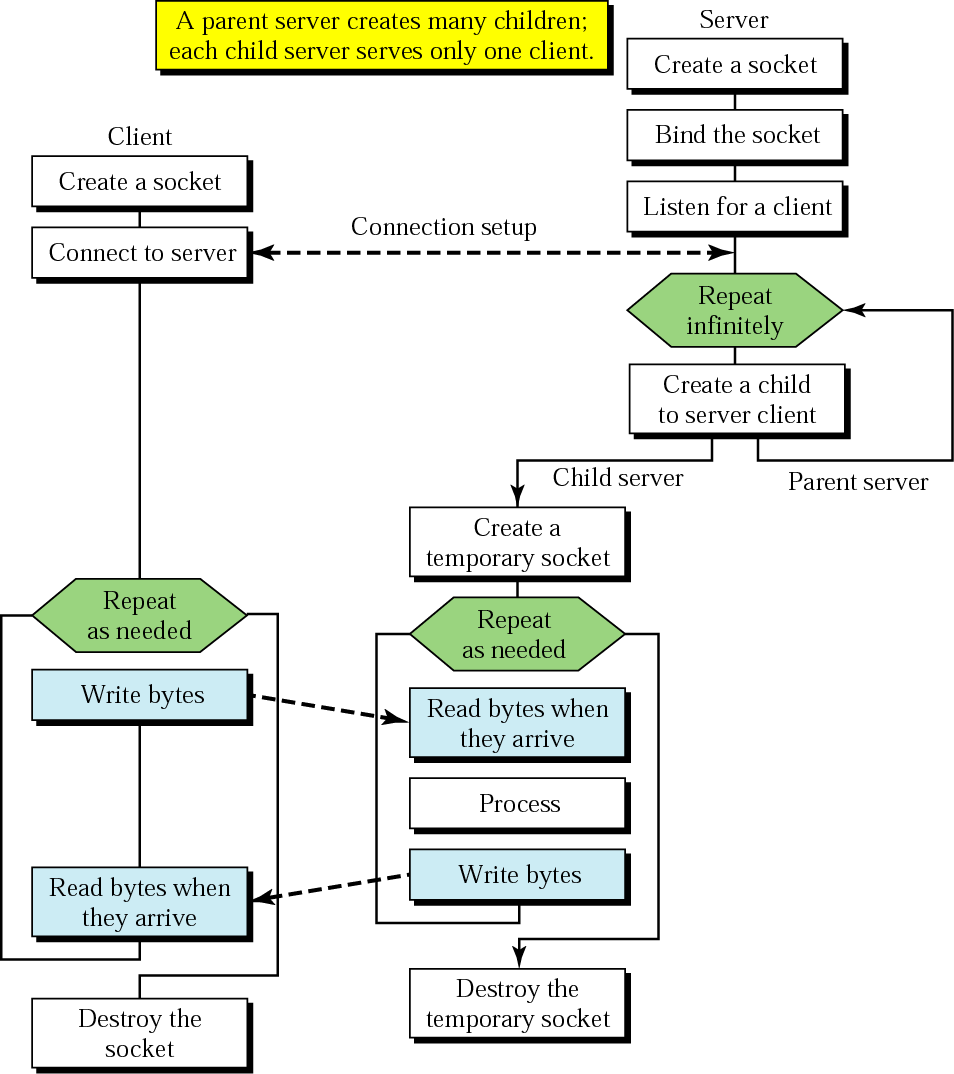 A parent server creates many children;
each child server serves only one client.
Server
Create a socket
Bind the socket
Listen for a client
Client
Create a socket
Connect to server
Connection setup
Repeat
infinitely
Create a child
to server client
Child server
Parent server
Create a
temporary socket
Repeat
as needed
Read bytes when
they arrive
Process
Write bytes
Destroy the
temporary socket
Repeat
as needed
Write bytes
Read bytes when
they arrive
Destroy the
socket